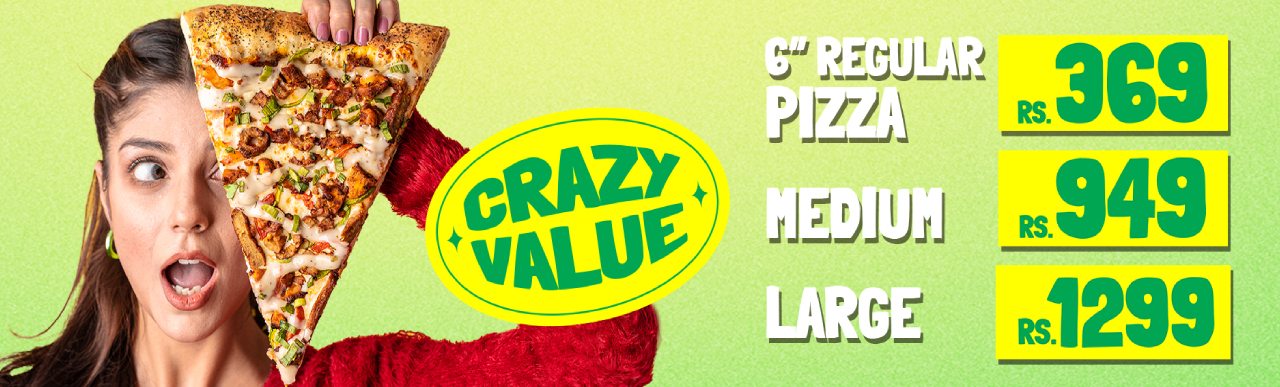 CRAZY
VALUE
6" REGULAR
PIZZA
RS. 369
MEDIUM
RS. 949
LARGE
RS. 1299